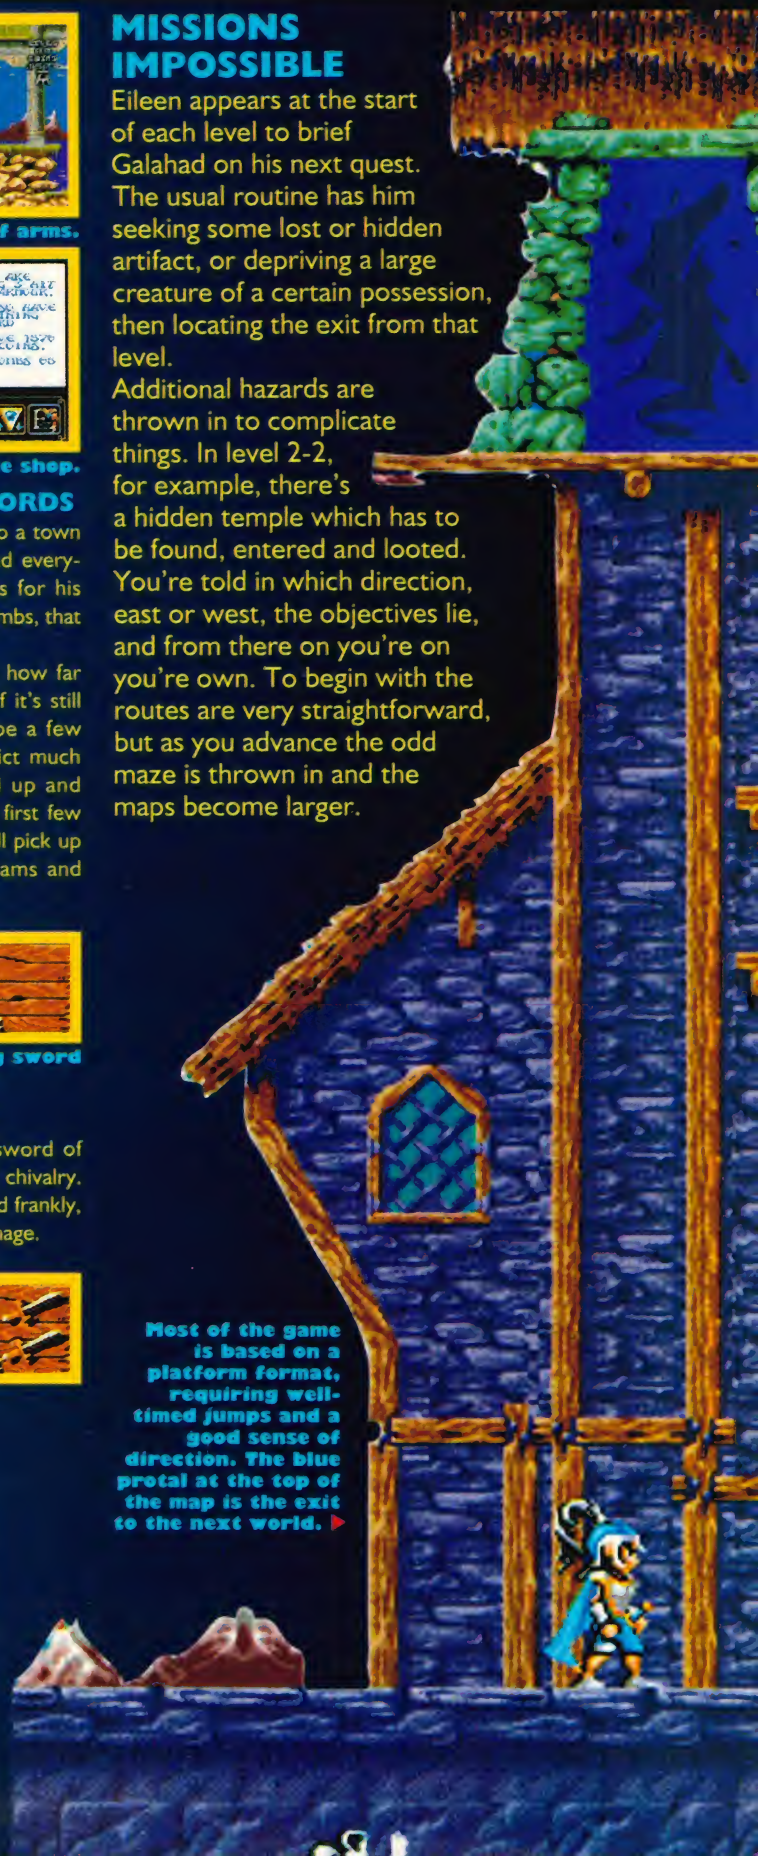 f arms.
ARE
HAVE
e shop.
ORDS
o a town
d every-
s for his
mbs, that
how far
f it's still
be a few
ict much
up and
first few
ll pick up
ams and
g sword
sword of
chivalry.
d frankly,
nage.
MISSIONS
IMPOSSIBLE
Eileen appears at the start
of each level to brief
Galahad on his next quest.
The usual routine has him
seeking some lost or hidden
artifact, or depriving a large
creature of a certain possession,
then locating the exit from that
level.
Additional hazards are
thrown in to complicate
things. In level 2-2,
for example, there's
a hidden temple which has to
be found, entered and looted.
You're told in which direction,
east or west, the objectives lie,
and from there on you're on
you're own. To begin with the
routes are very straightforward,
but as you advance the odd
maze is thrown in and the
maps become larger.
Most of the game
is based on a
platform format,
requiring well-
timed jumps and a
good sense of
direction. The blue
protal at the top of
the map is the exit
to the next world.